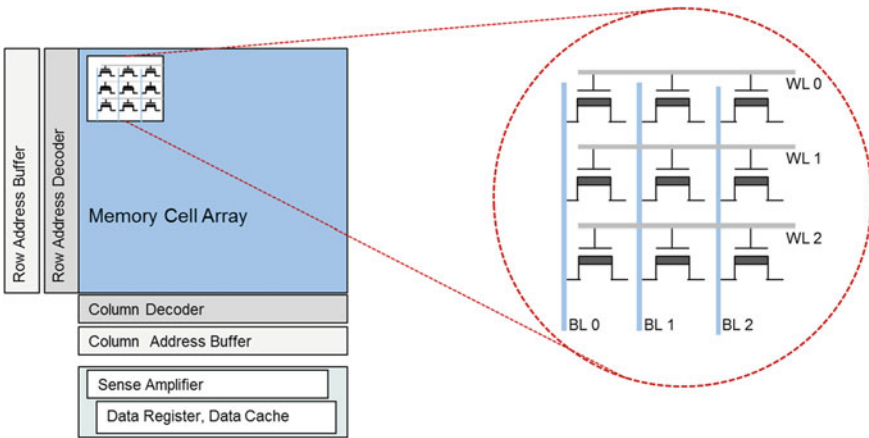 Row Address Buffer
Row Address Decoder
Memory Cell Array
Column Decoder
Column Address Buffer
Sense Amplifier
Data Register, Data Cache
WL 0
WL 1
WL 2
BL 0
BL 1
BL 2